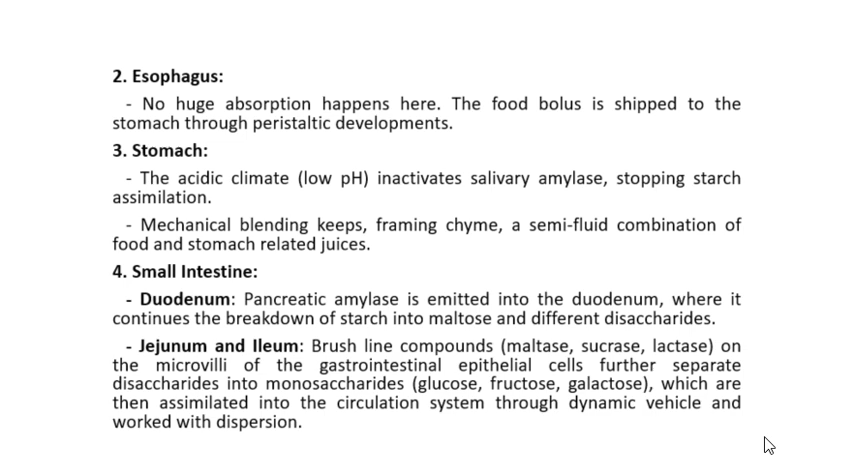 2. Esophagus:
- No huge absorption happens here. The food bolus is shipped to the
stomach through peristaltic developments.
3. Stomach:
- The acidic climate (low pH) inactivates salivary amylase, stopping starch
assimilation.
- Mechanical blending keeps, framing chyme, a semi-fluid combination of
food and stomach related juices.
4. Small Intestine:
- Duodenum: Pancreatic amylase is emitted into the duodenum, where it
continues the breakdown of starch into maltose and different disaccharides.
- Jejunum and Ileum: Brush line compounds (maltase, sucrase, lactase) on
the microvilli of the gastrointestinal epithelial cells further separate
disaccharides into monosaccharides (glucose, fructose, galactose), which are
then assimilated into the circulation system through dynamic vehicle and
worked with dispersion.